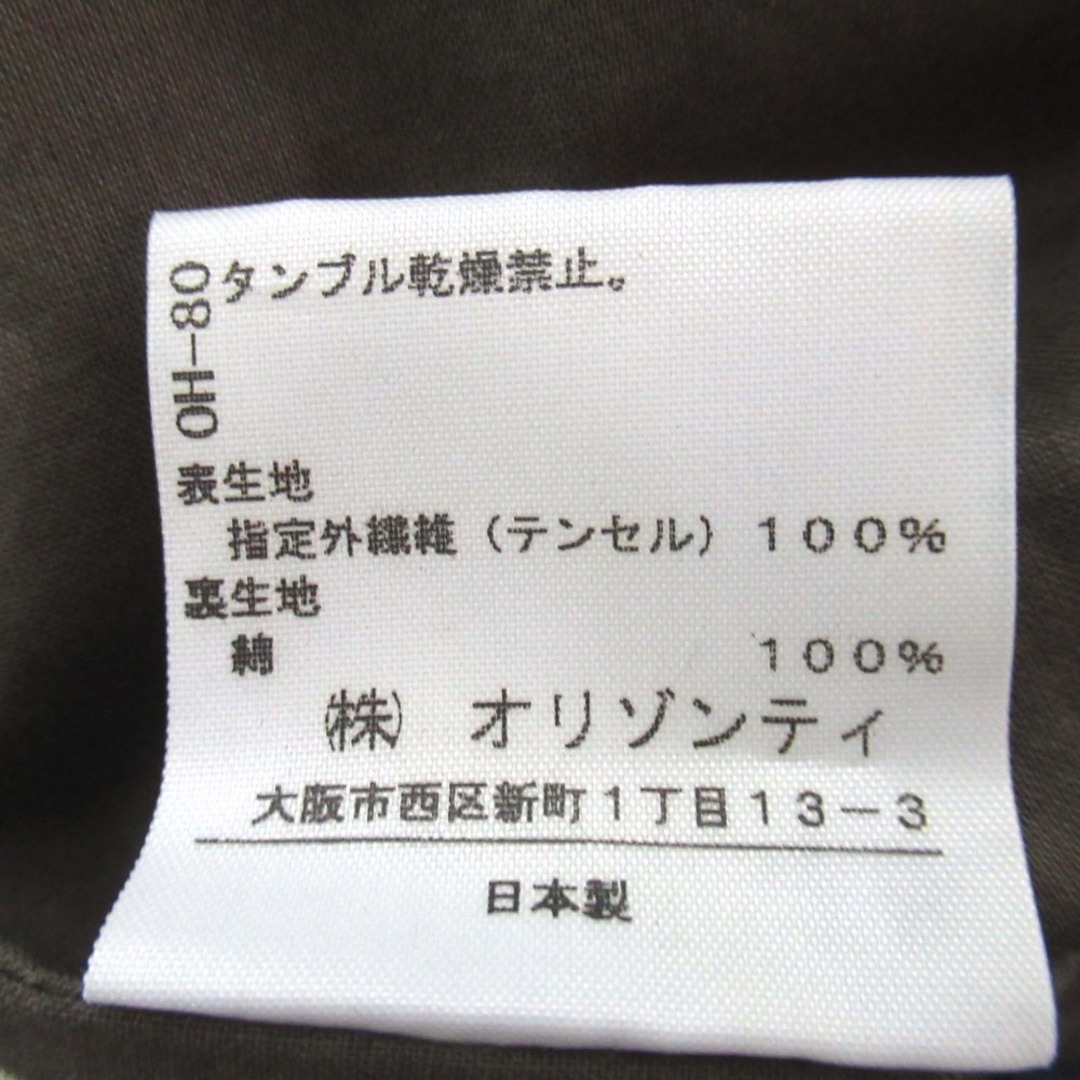 タンブル乾燥禁止。
OH-80
表生地
指定外繊維（テンセル） １００％
裏生地
綿 １００％
㈱ オリゾンティ
大阪市西区新町１丁目１３－３
日本製